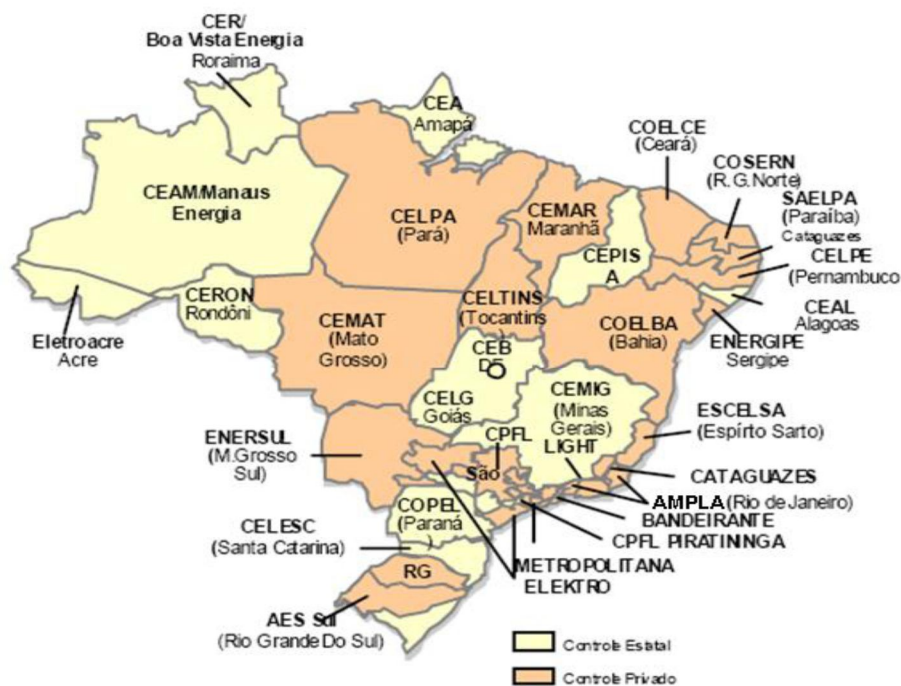 CER/
Boa Vista Energia
Roraima
CEA
Amapá
COELCE
(Ceará)
COSERN
(R.G.Norte)
SAELPA
(Paraíba)
Cataguazes
CELPE
(Pernambuco
CEAL
Alagoas
ENERGIPE
Sergipe
CEAM/Manaus
Energia
CELPA
(Pará)
CEMAR
Maranhã
CEPIS
A
CERON
Rondôni
Eletroacre
Acre
CEMAT
(Mato
Grosso)
CELTINS
(Tocantins
COELBA
(Bahia)
CEB
DF
CELG
Goiás
CEMIG
(Minas
Gerais)
LIGHT
ESCELSA
(Espírto Sarto)
ENERSUL
(M.Grosso
Sul)
CPFL
São
CATAGUAZES
AMPLA (Rio de Janeiro)
BANDEIRANTE
CPFL PIRATININGA
METROPOLITANA
ELEKTRO
COPEL
(Paraná
)
CELESC
(Santa Catarina)
RG
AES Sul
(Rio Grande Do Sul)
Controle Estatal
Controle Privado